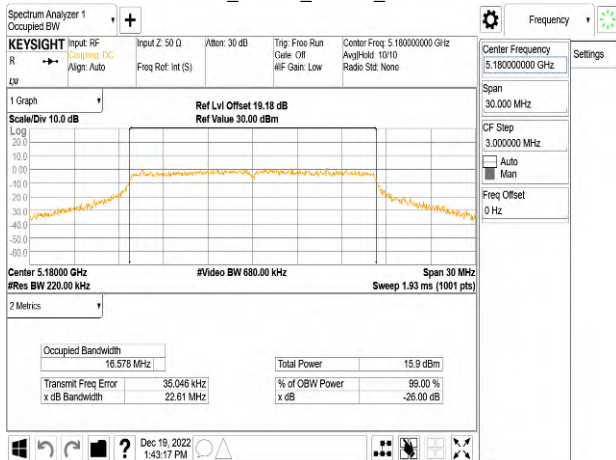 Spectrum Analyzer 1
Occupied BW
Frequency
KEYSIGHT
Input: RF
Coupling: DC
Align: Auto
Input Z: 50 Ω
Freq Ref: Int (S)
Atten: 30 dB
Trig: Free Run
Gate: Off
#IF Gain: Low
Center Freq: 5.180000000 GHz
Avg|Hold: 10/10
Radio Std: None
R
LXI
Center Frequency
5.180000000 GHz
Settings
Span
30.000 MHz
CF Step
3.000000 MHz
Auto
Man
Freq Offset
0 Hz
1 Graph
Scale/Div 10.0 dB
Ref Lvl Offset 19.18 dB
Ref Value 30.00 dBm
Log
20.0
10.0
0.00
-10.0
-20.0
-30.0
-40.0
-50.0
-60.0
Center 5.18000 GHz
#Res BW 220.00 kHz
#Video BW 680.00 kHz
Span 30 MHz
Sweep 1.93 ms (1001 pts)
2 Metrics
Occupied Bandwidth
16.578 MHz
Total Power 15.9 dBm
Transmit Freq Error 35.046 kHz
% of OBW Power 99.00 %
x dB Bandwidth 22.61 MHz
x dB -26.00 dB
?
Dec 19, 2022
1:43:17 PM